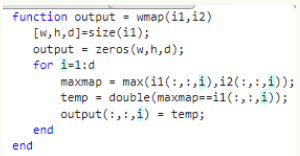 function output = wmap(i1,i2)
[w,h,d]=size(i1);
output = zeros(w,h,d);
for i=1:d
maxmap = max(i1(:,:,i),i2(:,:,i));
temp = double(maxmap==i1(:,:,i));
output(:,:,i) = temp;
end
end